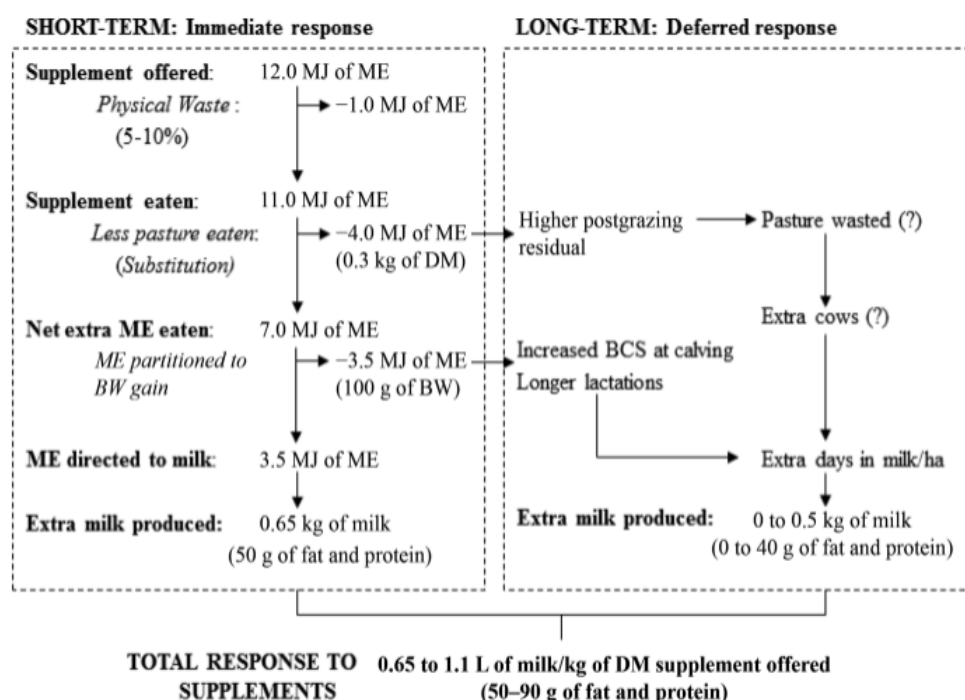 SHORT-TERM: Immediate response
Supplement offered: 12.0 MJ of ME
Physical Waste : −1.0 MJ of ME
(5-10%)
Supplement eaten: 11.0 MJ of ME
Less pasture eaten: −4.0 MJ of ME
(Substitution) (0.3 kg of DM)
Net extra ME eaten: 7.0 MJ of ME
ME partitioned to −3.5 MJ of ME
BW gain (100 g of BW)
ME directed to milk: 3.5 MJ of ME
Extra milk produced: 0.65 kg of milk
(50 g of fat and protein)
LONG-TERM: Deferred response
Higher postgrazing Pasture wasted (?)
residual
Extra cows (?)
Increased BCS at calving
Longer lactations
Extra days in milk/ha
Extra milk produced: 0 to 0.5 kg of milk
(0 to 40 g of fat and protein)
TOTAL RESPONSE TO 0.65 to 1.1 L of milk/kg of DM supplement offered
SUPPLEMENTS (50–90 g of fat and protein)